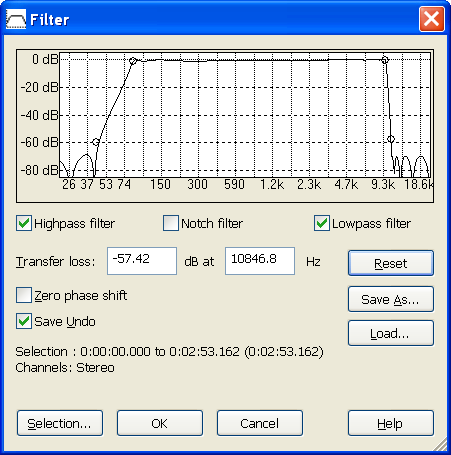 Filter
0 dB
-20 dB
-40 dB
-60 dB
-80 dB
26 37 53 74 150 300 590 1.2k 2.3k 4.7k 9.3k 18.6k
Highpass filter Notch filter Lowpass filter
Transfer loss: -57.42 dB at 10846.8 Hz Reset
Zero phase shift Save As...
Save Undo Load...
Selection : 0:00:00.000 to 0:02:53.162 (0:02:53.162)
Channels: Stereo
Selection... OK Cancel Help